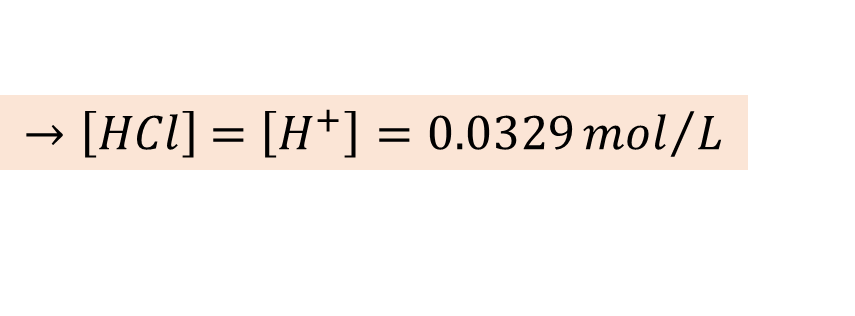 → [HCl] = [H⁺] = 0.0329 mol/L